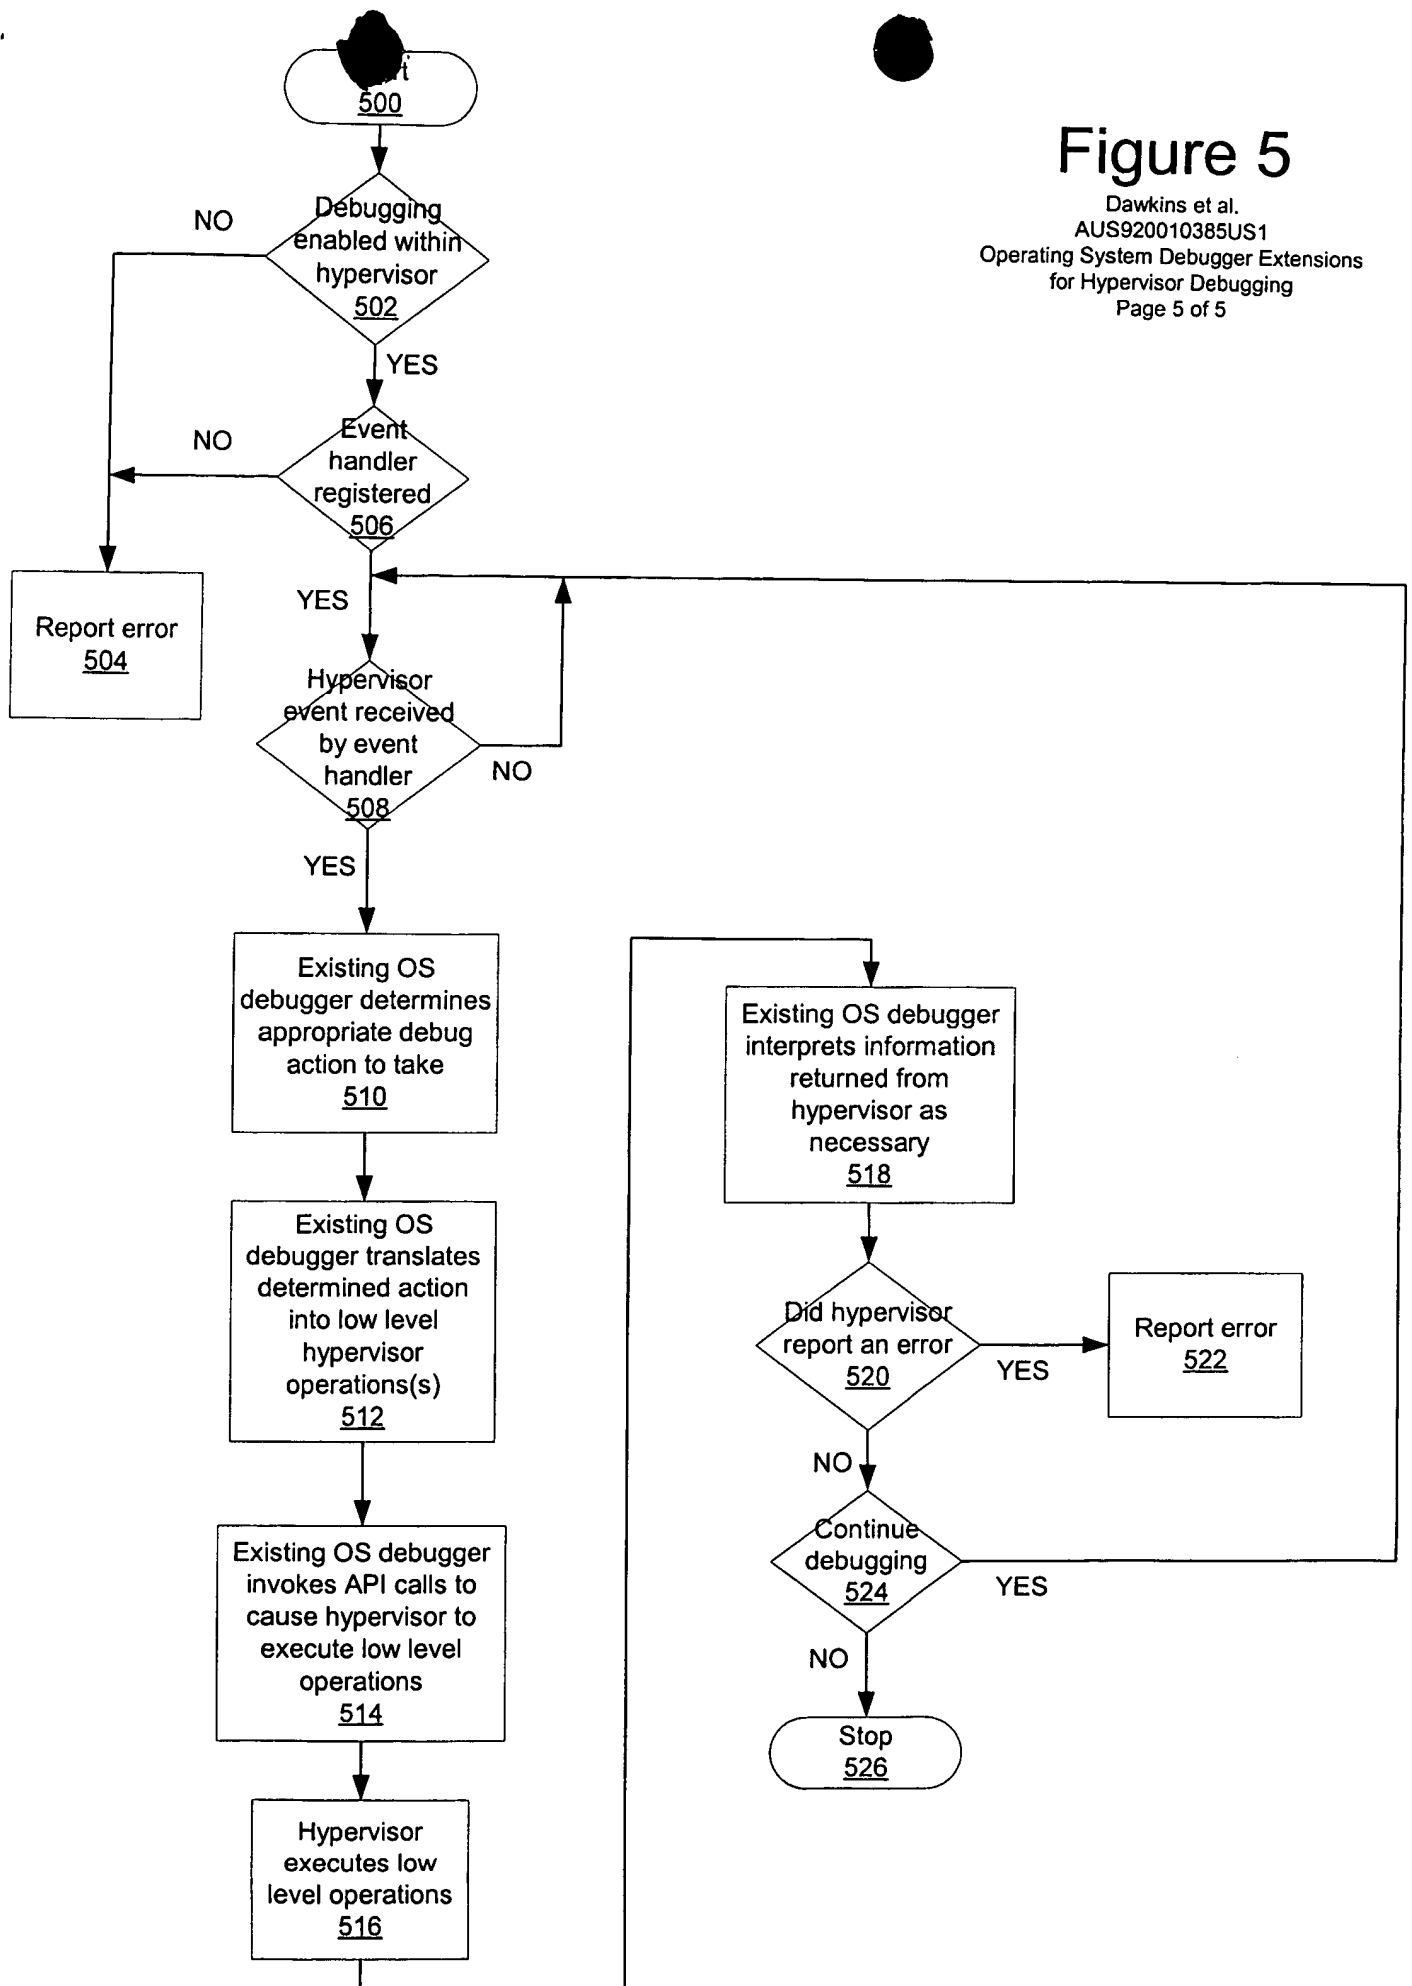 500
Figure 5
Dawkins et al.
AUS920010385US1
Operating System Debugger Extensions
for Hypervisor Debugging
Page 5 of 5
Debugging
enabled within
hypervisor
502
NO
YES
Event
handler
registered
506
NO
YES
Report error
504
Hypervisor
event received
by event
handler
508
NO
YES
Existing OS
debugger determines
appropriate debug
action to take
510
Existing OS
debugger translates
determined action
into low level
hypervisor
operations(s)
512
Existing OS debugger
invokes API calls to
cause hypervisor to
execute low level
operations
514
Hypervisor
executes low
level operations
516
Existing OS debugger
interprets information
returned from
hypervisor as
necessary
518
Did hypervisor
report an error
520
YES
Report error
522
NO
Continue
debugging
524
YES
NO
Stop
526